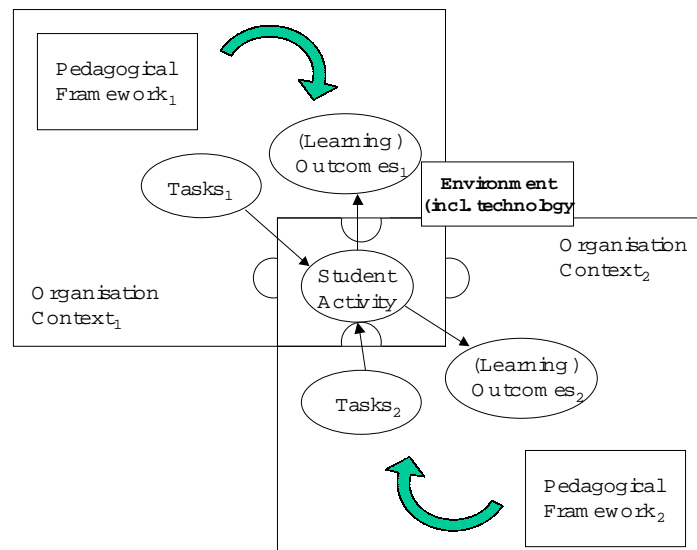 Pedagogical
Framework₁
(Learning)
Outcomes₁
Tasks₁
Environment
(incl. technology
Organisation
Context₂
Student
Activity
Organisation
Context₁
(Learning)
Outcomes₂
Tasks₂
Pedagogical
Framework₂